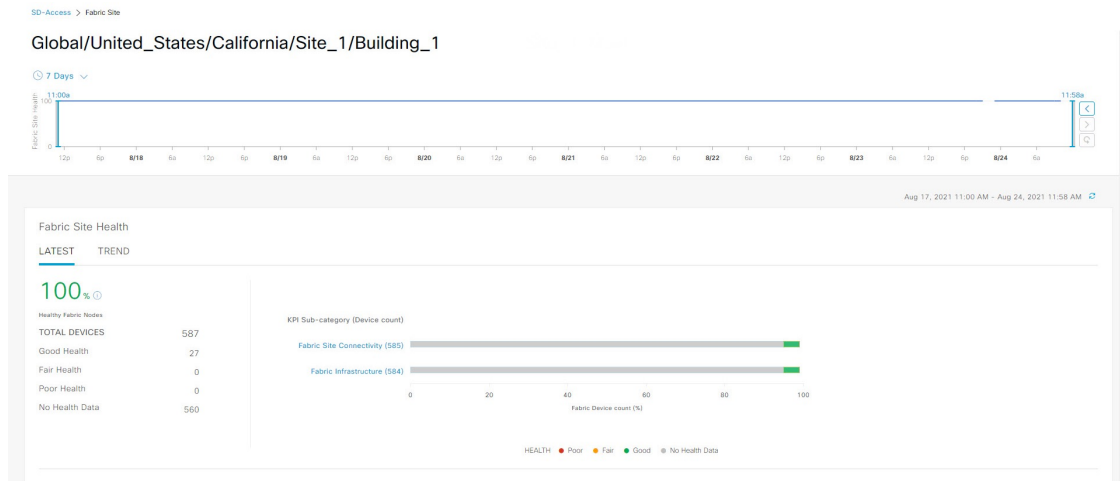 SD-Access > Fabric Site
Global/United_States/California/Site_1/Building_1
7 Days
11:00a 11:58a
Fabric Site Health
100
0
12p 6p 8/18 6a 12p 6p 8/19 6a 12p 6p 8/20 6a 12p 6p 8/21 6a 12p 6p 8/22 6a 12p 6p 8/23 6a 12p 6p 8/24 6a
Aug 17, 2021 11:00 AM - Aug 24, 2021 11:58 AM
Fabric Site Health
LATEST TREND
100%
Healthy Fabric Nodes
TOTAL DEVICES 587
Good Health 27
Fair Health 0
Poor Health 0
No Health Data 560
KPI Sub-category (Device count)
Fabric Site Connectivity (585)
Fabric Infrastructure (584)
0 20 40 60 80 100
Fabric Device count (%)
HEALTH Poor Fair Good No Health Data